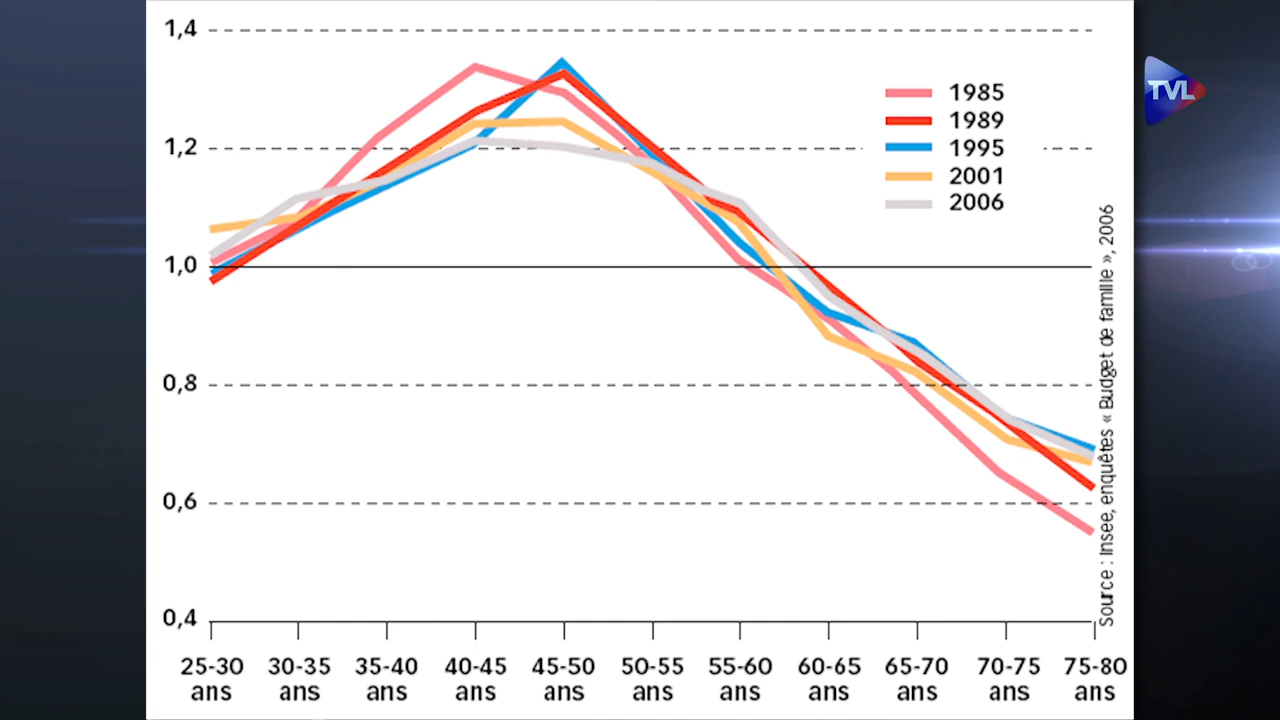 1,4
1,2
1,0
0,8
0,6
0,4
1985
1989
1995
2001
2006
TVL
Source : Insee, enquêtes « Budget de famille », 2006
25-30 30-35 35-40 40-45 45-50 50-55 55-60 60-65 65-70 70-75 75-80
ans ans ans ans ans ans ans ans ans ans ans